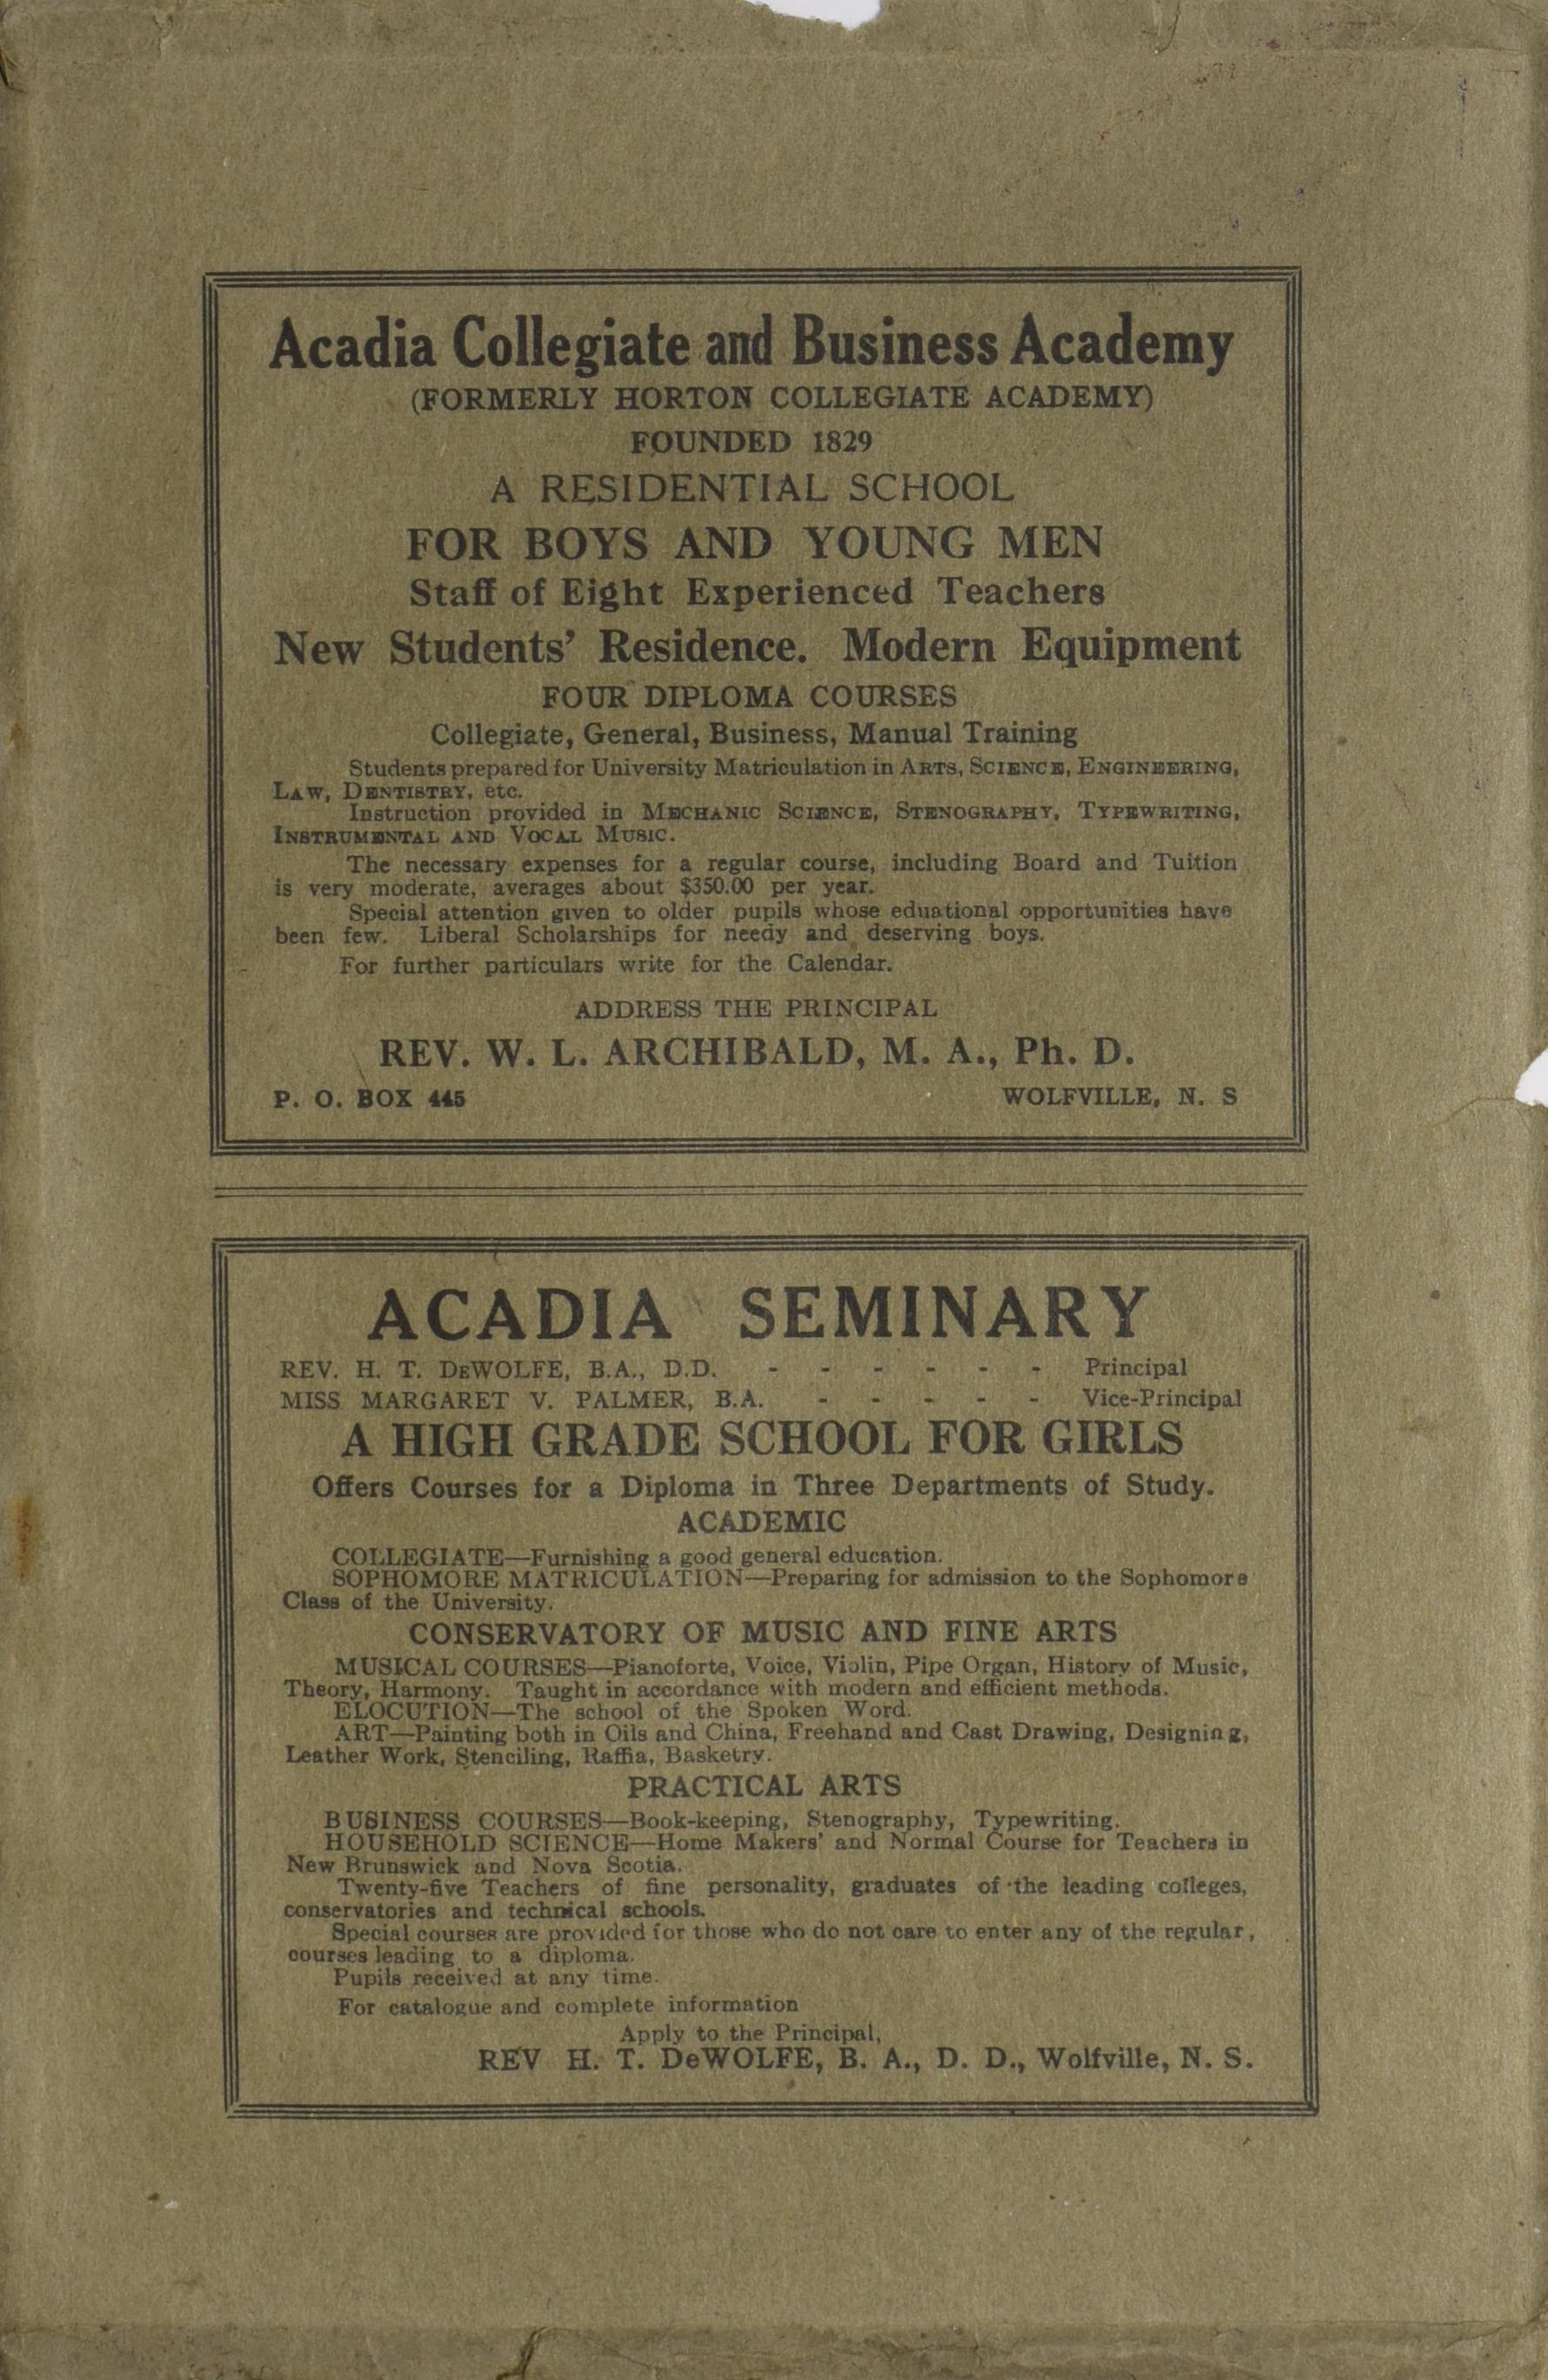 Acadia Collegiate and Business Academy
(FORMERLY HORTON COLLEGIATE ACADEMY)
FOUNDED 1829
A RESIDENTIAL SCHOOL
FOR BOYS AND YOUNG MEN
Staff of Eight Experienced Teachers
New Students' Residence. Modern Equipment
FOUR DIPLOMA COURSES
Collegiate, General, Business, Manual Training
Students prepared for University Matriculation in ARTS, SCIENCE, ENGINEERING,
LAW, DENTISTRY, etc.
Instruction provided in MECHANIC SCIENCE, STENOGRAPHY, TYPEWRITING,
INSTRUMENTAL AND VOCAL MUSIC.
The necessary expenses for a regular course, including Board and Tuition
is very moderate, averages about $350.00 per year.
Special attention given to older pupils whose eduational opportunities have
been few. Liberal Scholarships for needy and deserving boys.
For further particulars write for the Calendar.
ADDRESS THE PRINCIPAL
REV. W. L. ARCHIBALD, M. A., Ph. D.
P. O. BOX 445 WOLFVILLE, N. S
ACADIA SEMINARY
REV. H. T. DEWOLFE, B.A., D.D. - - - - - - Principal
MISS MARGARET V. PALMER, B.A. - - - - - Vice-Principal
A HIGH GRADE SCHOOL FOR GIRLS
Offers Courses for a Diploma in Three Departments of Study.
ACADEMIC
COLLEGIATE—Furnishing a good general education.
SOPHOMORE MATRICULATION—Preparing for admission to the Sophomore
Class of the University.
CONSERVATORY OF MUSIC AND FINE ARTS
MUSICAL COURSES—Pianoforte, Voice, Violin, Pipe Organ, History of Music,
Theory, Harmony. Taught in accordance with modern and efficient methods.
ELOCUTION—The school of the Spoken Word.
ART—Painting both in Oils and China, Freehand and Cast Drawing, Designing,
Leather Work, Stenciling, Raffia, Basketry.
PRACTICAL ARTS
BUSINESS COURSES—Book-keeping, Stenography, Typewriting.
HOUSEHOLD SCIENCE—Home Makers' and Normal Course for Teachers in
New Brunswick and Nova Scotia.
Twenty-five Teachers of fine personality, graduates of the leading colleges,
conservatories and technical schools.
Special courses are provided for those who do not care to enter any of the regular,
courses leading to a diploma.
Pupils received at any time.
For catalogue and complete information
Apply to the Principal,
REV H. T. DeWOLFE, B. A., D. D., Wolfville, N. S.